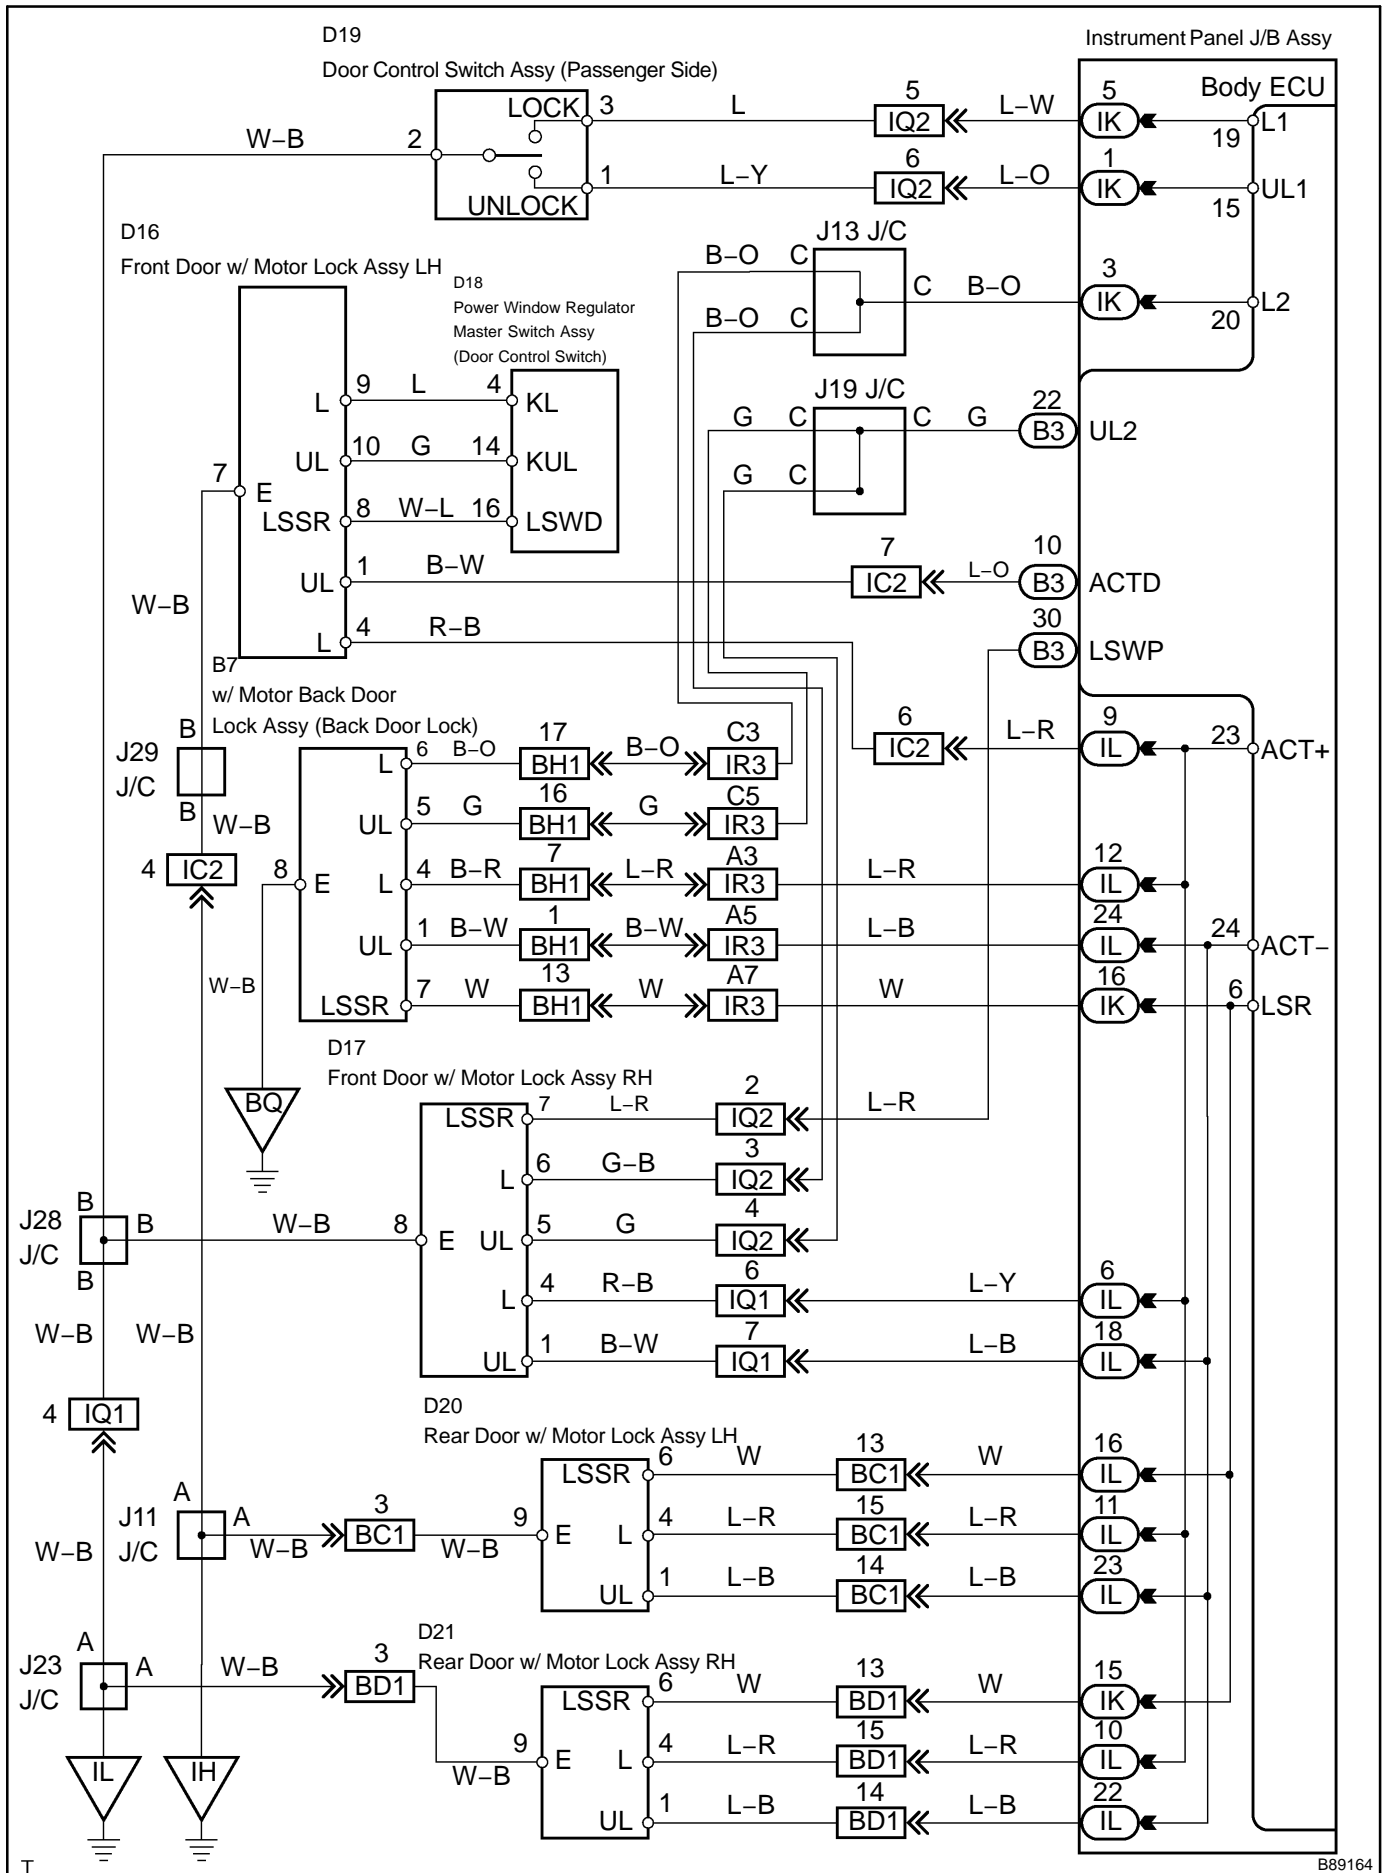 D19
Instrument Panel J/B Assy
Door Control Switch Assy (Passenger Side)
Body ECU
LOCK 3 L 5 IQ2 L–W 5 IK 19 L1
W–B 2
UNLOCK 1 L–Y 6 IQ2 L–O 1 IK 15 UL1
D16
Front Door w/ Motor Lock Assy LH
J13 J/C
B–O C
C B–O 3 IK 20 L2
B–O C
D18
Power Window Regulator
Master Switch Assy
(Door Control Switch)
J19 J/C
L 9 L 4 KL
G C C G 22 B3 UL2
UL 10 G 14 KUL
G C
7 E
LSSR 8 W–L 16 LSWD
UL 1 B–W 7 IC2 L–O 10 B3 ACTD
W–B
L 4 R–B
30 B3 LSWP
B7
w/ Motor Back Door
Lock Assy (Back Door Lock)
6 IC2 L–R 9 IL 23 ACT+
B
J29
J/C
B
W–B
4 IC2
L 6 B–O 17 BH1 B–O C3 IR3
UL 5 G 16 BH1 G C5 IR3
8 E L 4 B–R 7 BH1 L–R A3 IR3 L–R 12 IL
UL 1 B–W 1 BH1 B–W A5 IR3 L–B 24 IL 24 ACT–
W–B
LSSR 7 W 13 BH1 W A7 IR3 W 16 IK 6 LSR
D17
Front Door w/ Motor Lock Assy RH
BQ
LSSR 7 L–R 2 IQ2 L–R
L 6 G–B 3 IQ2
B
J28
J/C
B
B
W–B 8 E UL 5 G 4 IQ2
L 4 R–B 6 IQ1 L–Y 6 IL
W–B W–B
UL 1 B–W 7 IQ1 L–B 18 IL
4 IQ1
D20
Rear Door w/ Motor Lock Assy LH
LSSR 6 W 13 BC1 W 16 IL
A
J11
J/C
A
W–B 3 BC1 W–B 9 E L 4 L–R 15 BC1 L–R 11 IL
W–B
UL 1 L–B 14 BC1 L–B 23 IL
D21
Rear Door w/ Motor Lock Assy RH
A
J23
J/C
A
W–B 3 BD1
LSSR 6 W 13 BD1 W 15 IK
W–B 9 E L 4 L–R 15 BD1 L–R 10 IL
UL 1 L–B 14 BD1 L–B 22 IL
IL IH
T
B89164